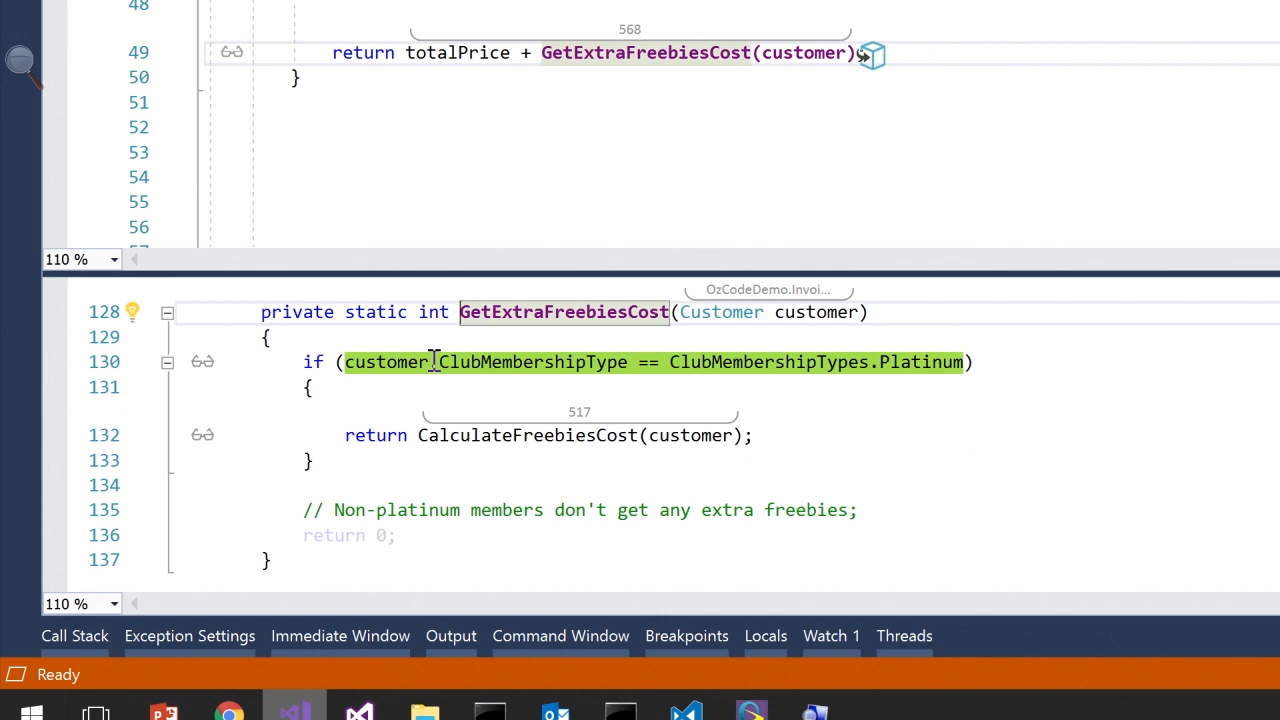 48
568
49 return totalPrice + GetExtraFreebiesCost(customer);
50 }
51
52
53
54
55
56
57
110 %
OzCodeDemo.Invoi...
128 private static int GetExtraFreebiesCost(Customer customer)
129 {
130 if (customer.ClubMembershipType == ClubMembershipTypes.Platinum)
131 {
517
132 return CalculateFreebiesCost(customer);
133 }
134
135 // Non-platinum members don't get any extra freebies;
136 return 0;
137 }
110 %
Call Stack Exception Settings Immediate Window Output Command Window Breakpoints Locals Watch 1 Threads
Ready